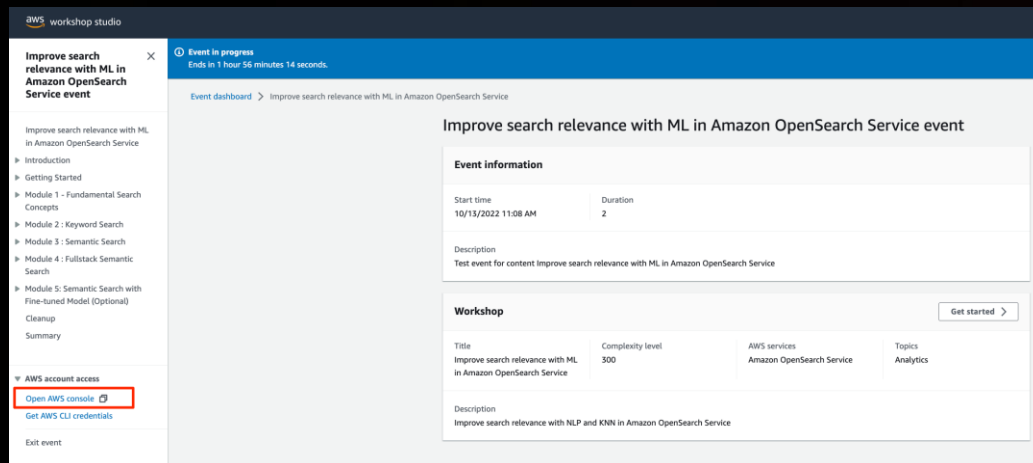 aws workshop studio
Improve search
relevance with ML in
Amazon OpenSearch
Service event
Improve search relevance with ML
in Amazon OpenSearch Service
Introduction
Getting Started
Module 1 - Fundamental Search
Concepts
Module 2 : Keyword Search
Module 3 : Semantic Search
Module 4 : Fullstack Semantic
Search
Module 5: Semantic Search with
Fine-tuned Model (Optional)
Cleanup
Summary
AWS account access
Open AWS console
Get AWS CLI credentials
Exit event
Event in progress
Ends in 1 hour 56 minutes 14 seconds.
Event dashboard > Improve search relevance with ML in Amazon OpenSearch Service
Improve search relevance with ML in Amazon OpenSearch Service event
Event information
Start time
10/13/2022 11:08 AM
Duration
2
Description
Test event for content Improve search relevance with ML in Amazon OpenSearch Service
Workshop
Get started >
Title
Improve search relevance with ML
in Amazon OpenSearch Service
Complexity level
300
AWS services
Amazon OpenSearch Service
Topics
Analytics
Description
Improve search relevance with NLP and KNN in Amazon OpenSearch Service